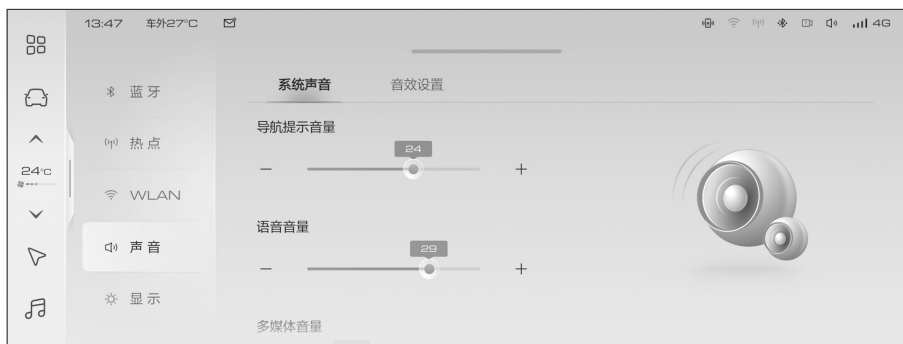 13:47 车外27°C 4G
系统声音 音效设置
蓝牙
导航提示音量
热点
24
24°C
WLAN
语音音量
29
声音
显示
多媒体音量